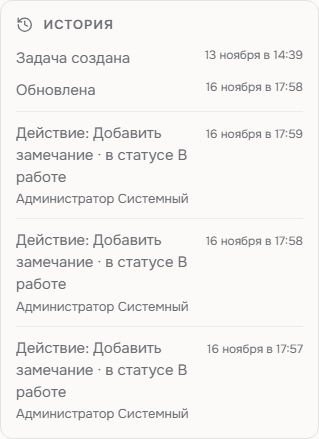 ИСТОРИЯ
Задача создана 13 ноября в 14:39
Обновлена 16 ноября в 17:58
Действие: Добавить 16 ноября в 17:59
замечание · в статусе В
работе
Администратор Системный
Действие: Добавить 16 ноября в 17:58
замечание · в статусе В
работе
Администратор Системный
Действие: Добавить 16 ноября в 17:57
замечание · в статусе В
работе
Администратор Системный